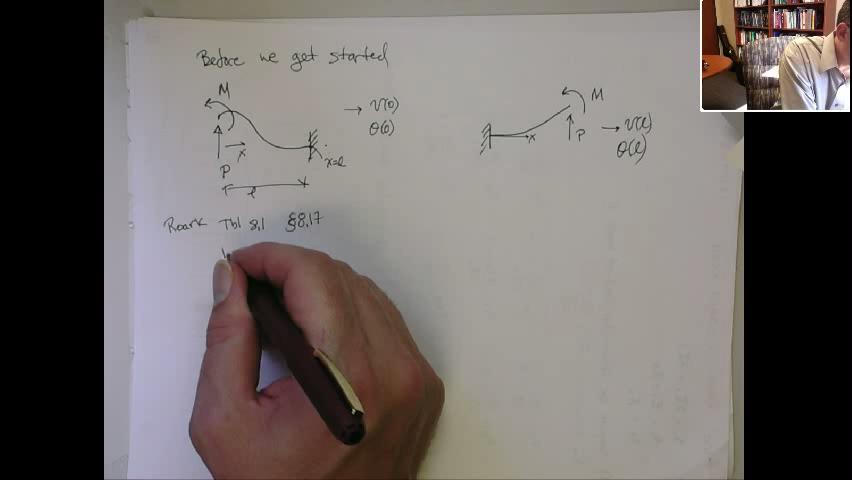 Before we get started
M
→ v(0)
θ(0)
x
P
x=l
l
M
x
P
→ v(l)
θ(l)
Roark Tbl 8.1 §8.17